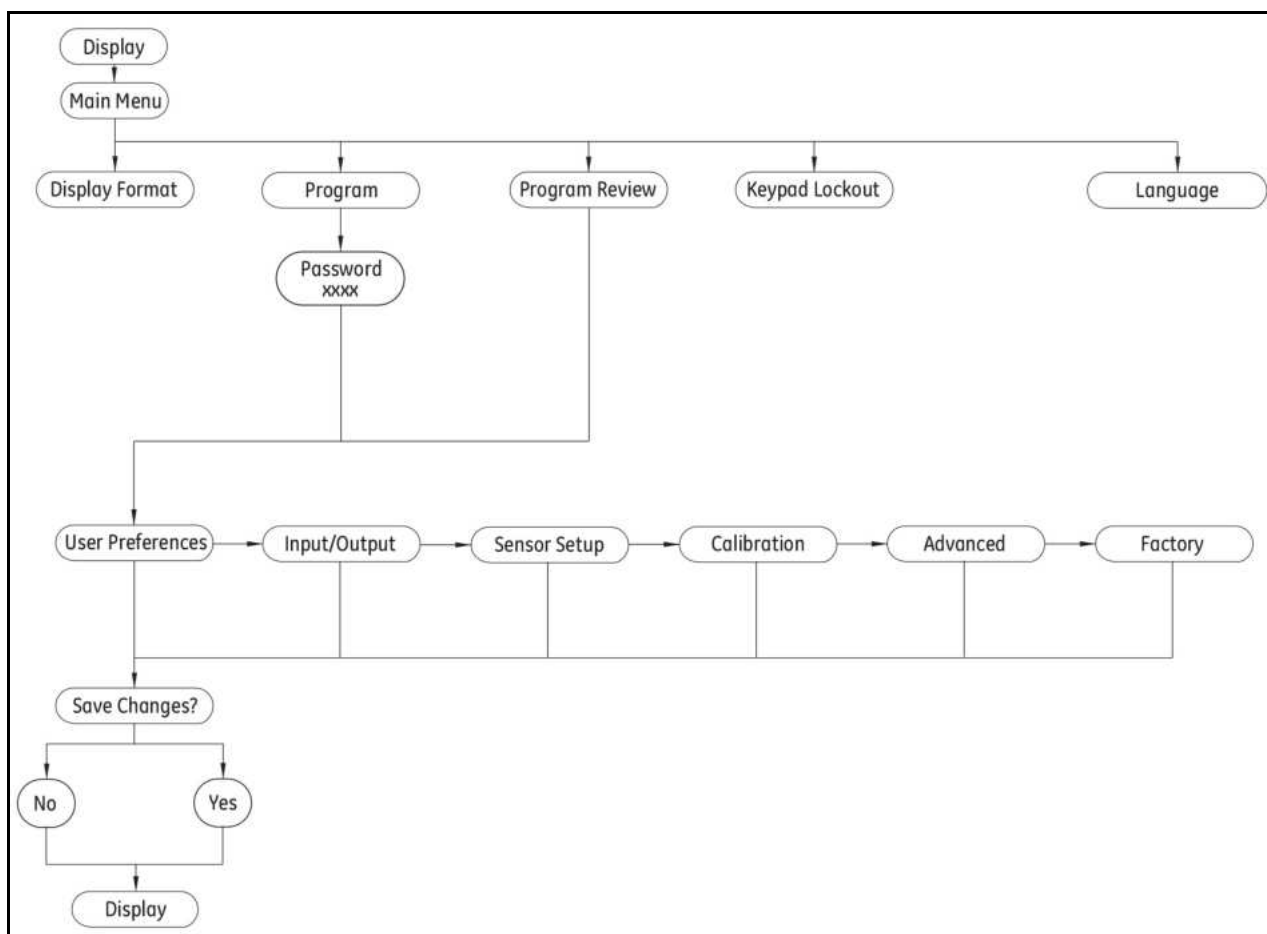 Display
Main Menu
Display Format
Program
Program Review
Keypad Lockout
Language
Password
xxxx
User Preferences
Input/Output
Sensor Setup
Calibration
Advanced
Factory
Save Changes?
No
Yes
Display